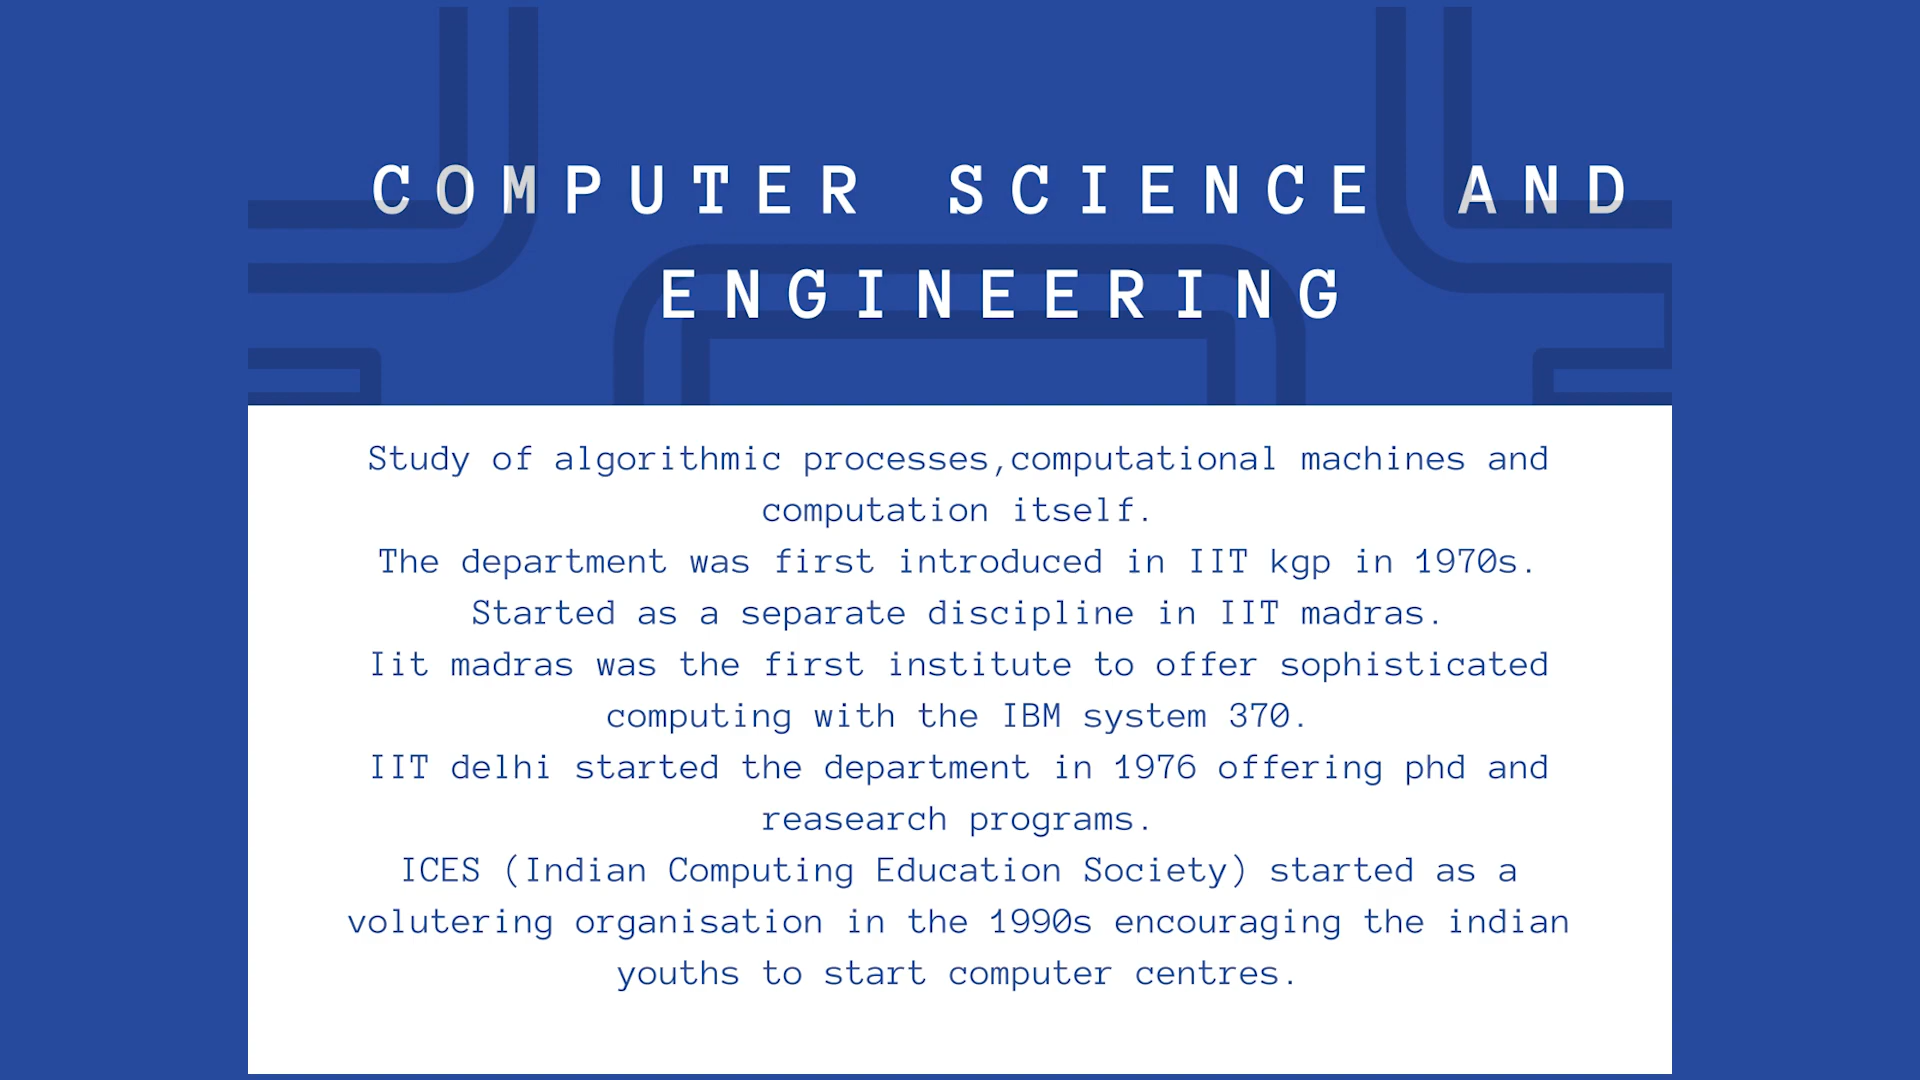 COMPUTER SCIENCE AND
ENGINEERING
Study of algorithmic processes,computational machines and
computation itself.
The department was first introduced in IIT kgp in 1970s.
Started as a separate discipline in IIT madras.
Iit madras was the first institute to offer sophisticated
computing with the IBM system 370.
IIT delhi started the department in 1976 offering phd and
reasearch programs.
ICES (Indian Computing Education Society) started as a
volutering organisation in the 1990s encouraging the indian
youths to start computer centres.